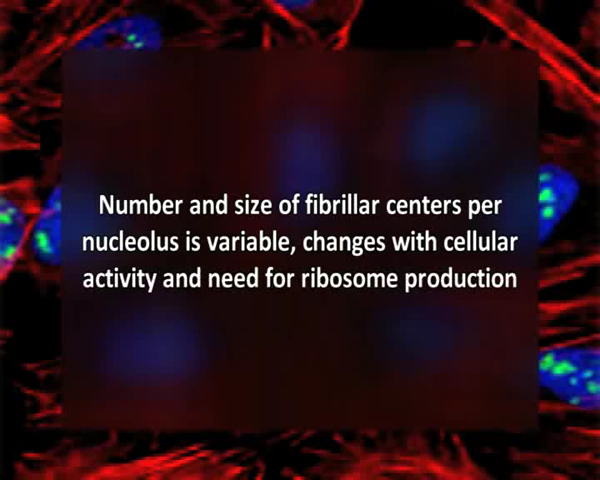 Number and size of fibrillar centers per
nucleolus is variable, changes with cellular
activity and need for ribosome production